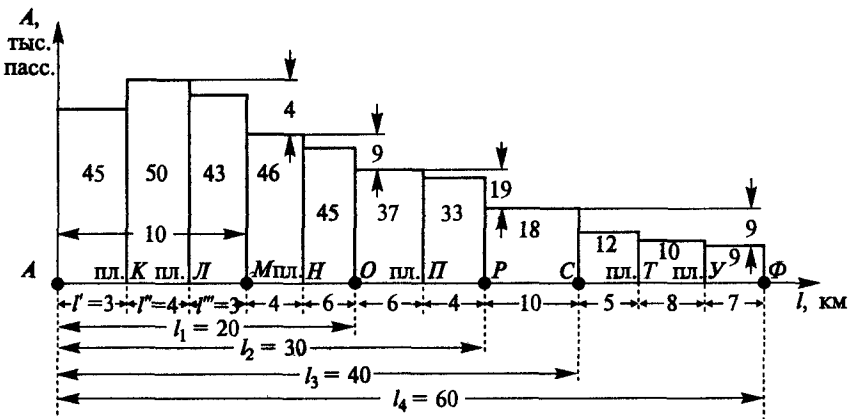 A,
тыс.
пасс.
4
9
19
9
45 50 43 46 45 37 33 18 12 10 9
10
A пл. К пл. Л М пл. Н О пл. П Р С пл. Т пл. У Ф
l' =3 l''=4 l'''=3 4 6 6 4 10 5 8 7 l, км
l₁ = 20
l₂ = 30
l₃ = 40
l₄ = 60